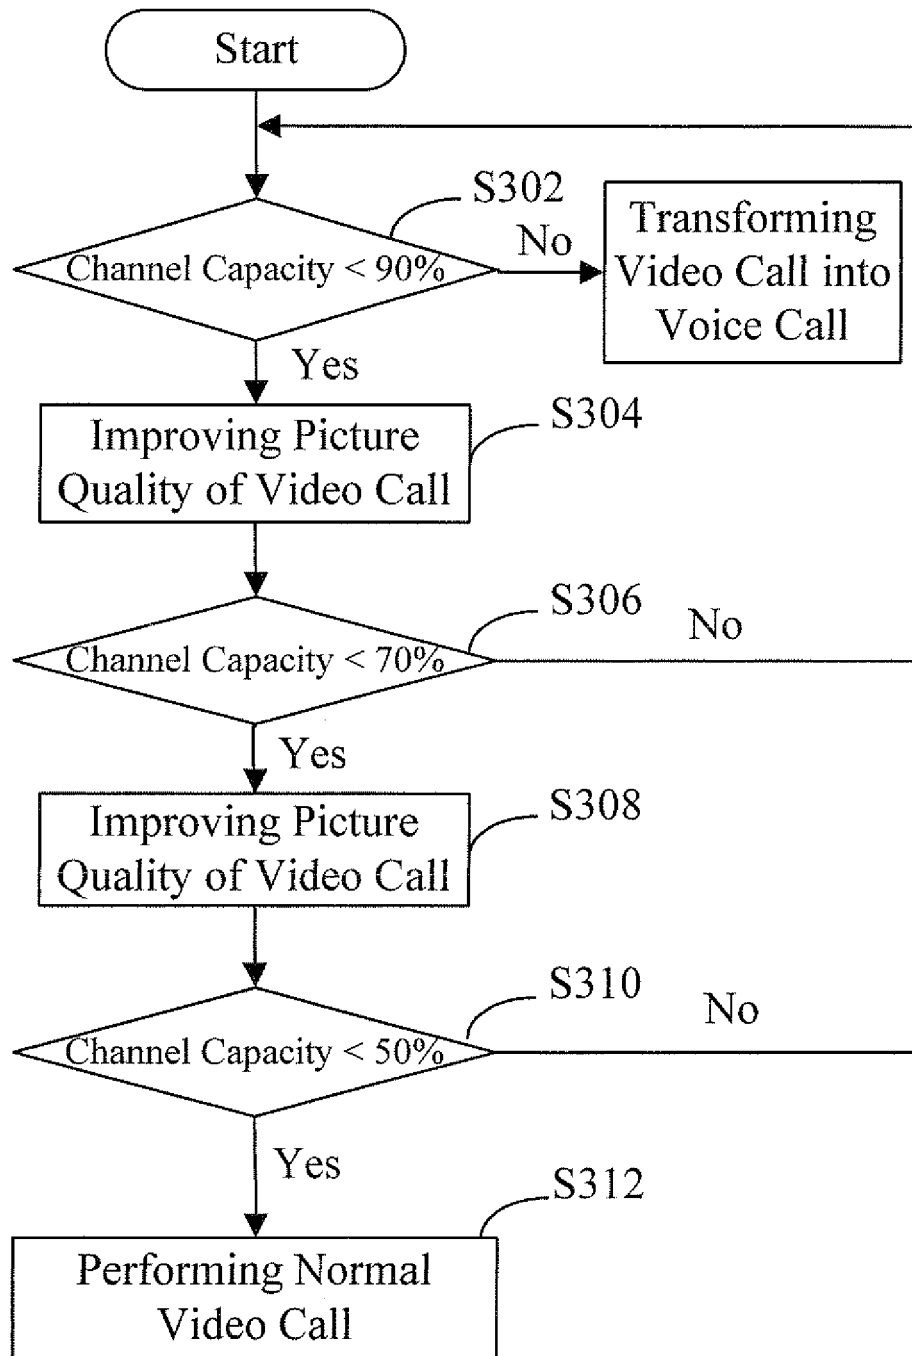 Start
S302
Channel Capacity < 90%
No
Transforming
Video Call into
Voice Call
Yes
S304
Improving Picture
Quality of Video Call
S306
No
Channel Capacity < 70%
Yes
S308
Improving Picture
Quality of Video Call
S310
No
Channel Capacity < 50%
Yes
S312
Performing Normal
Video Call